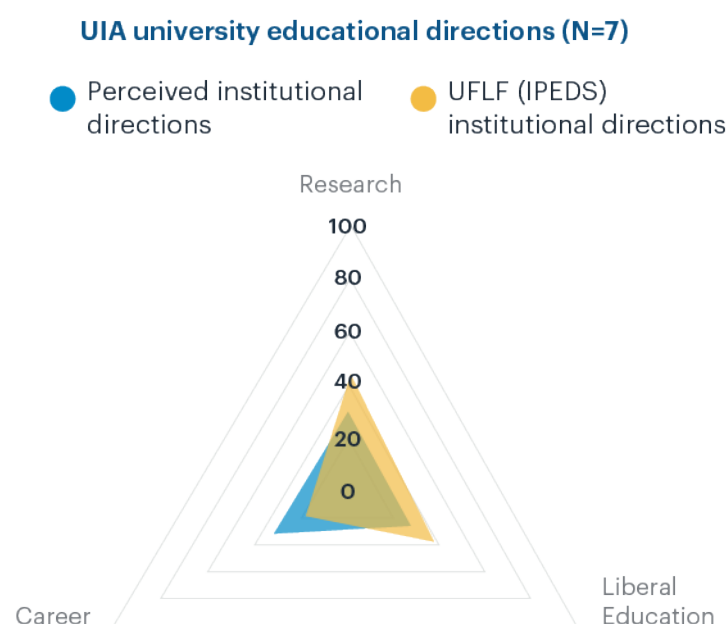 UIA university educational directions (N=7)
Perceived institutional
directions
UFLF (IPEDS)
institutional directions
Research
100
80
60
40
20
0
Liberal
Education
Career